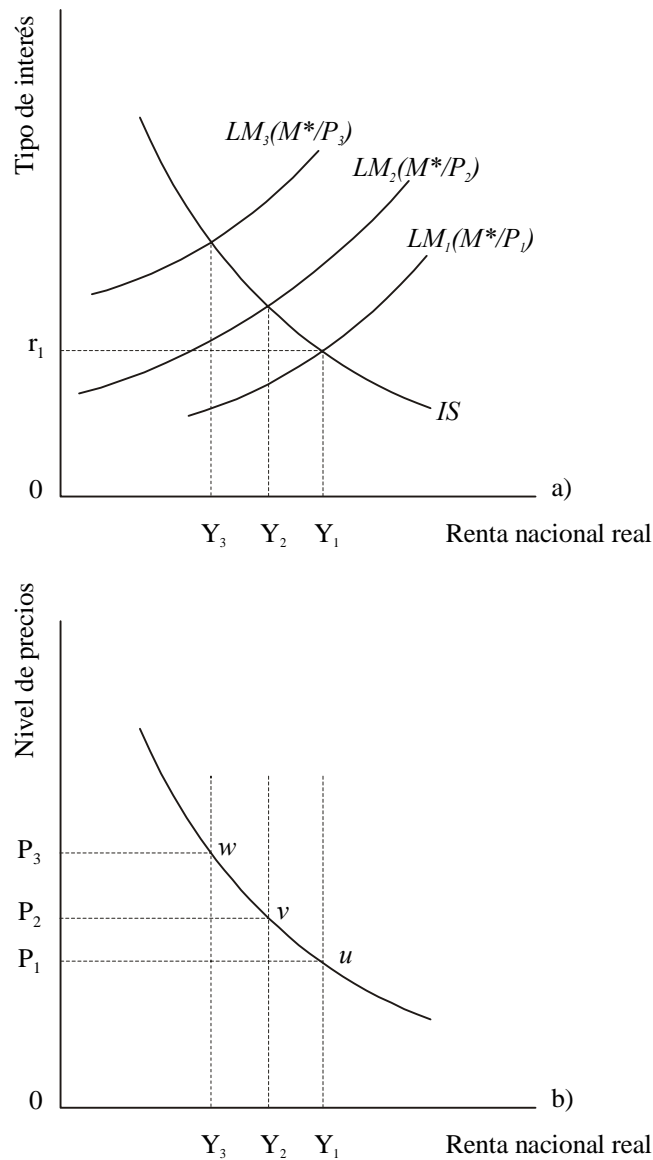 Tipo de interés
LM₃(M*/P₃)
LM₂(M*/P₂)
LM₁(M*/P₁)
r₁
IS
0
a)
Y₃ Y₂ Y₁ Renta nacional real
Nivel de precios
P₃ w
P₂ v
P₁ u
0
b)
Y₃ Y₂ Y₁ Renta nacional real